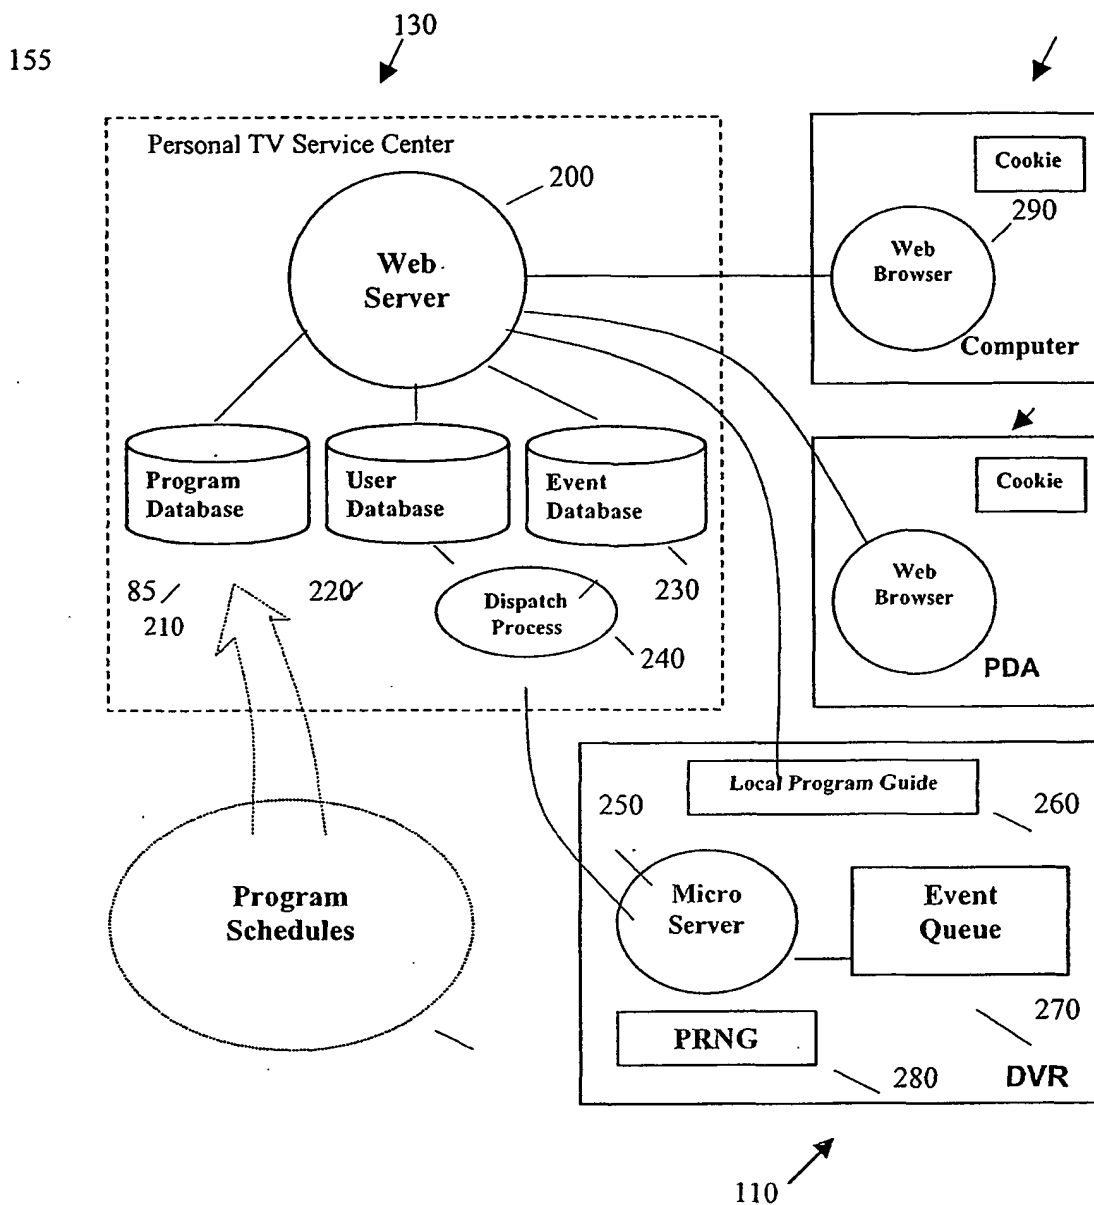 130
155
Personal TV Service Center
200
Web
Server
Cookie
290
Web
Browser
Computer
Program
Database
User
Database
Event
Database
Cookie
Web
Browser
PDA
85
210
220
230
Dispatch
Process
240
Local Program Guide
250
260
Program
Schedules
Micro
Server
Event
Queue
270
PRNG
280
DVR
110